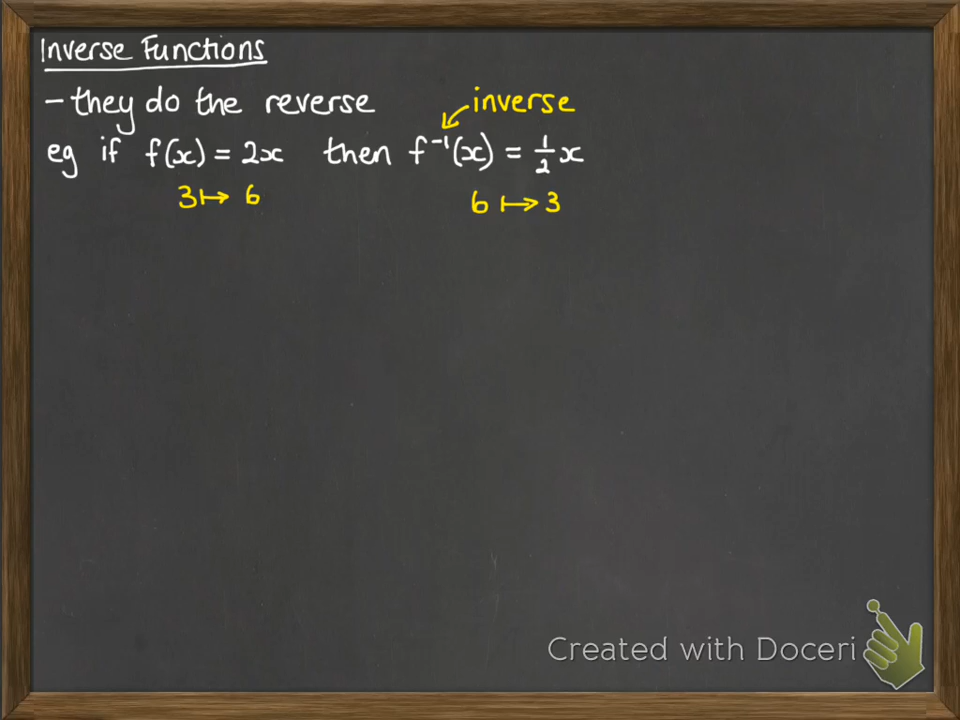 Inverse Functions
- they do the reverse
inverse
eg if f(x) = 2x then f⁻¹(x) = 1/2 x
3 ↦ 6
6 ↦ 3
Created with Doceri